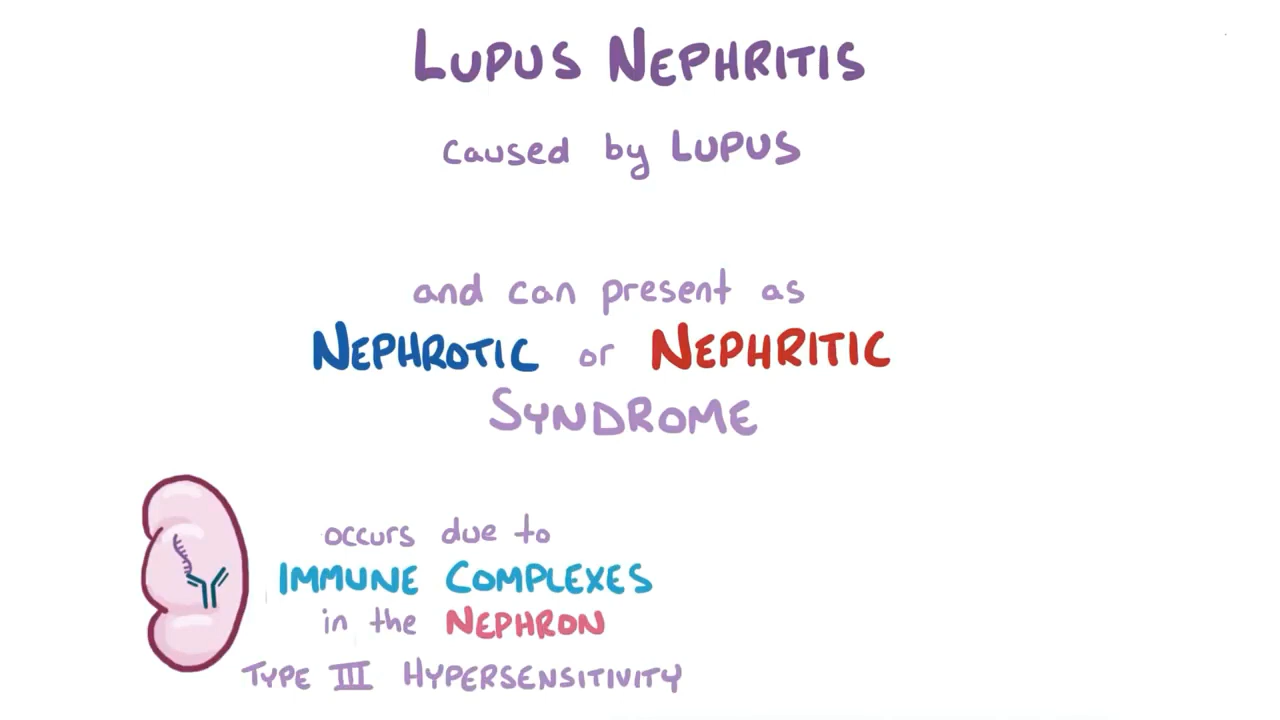 LUPUS NEPHRITIS
caused by LUPUS
and can present as
NEPHROTIC or NEPHRITIC
SYNDROME
occurs due to
IMMUNE COMPLEXES
in the NEPHRON
TYPE III HYPERSENSITIVITY